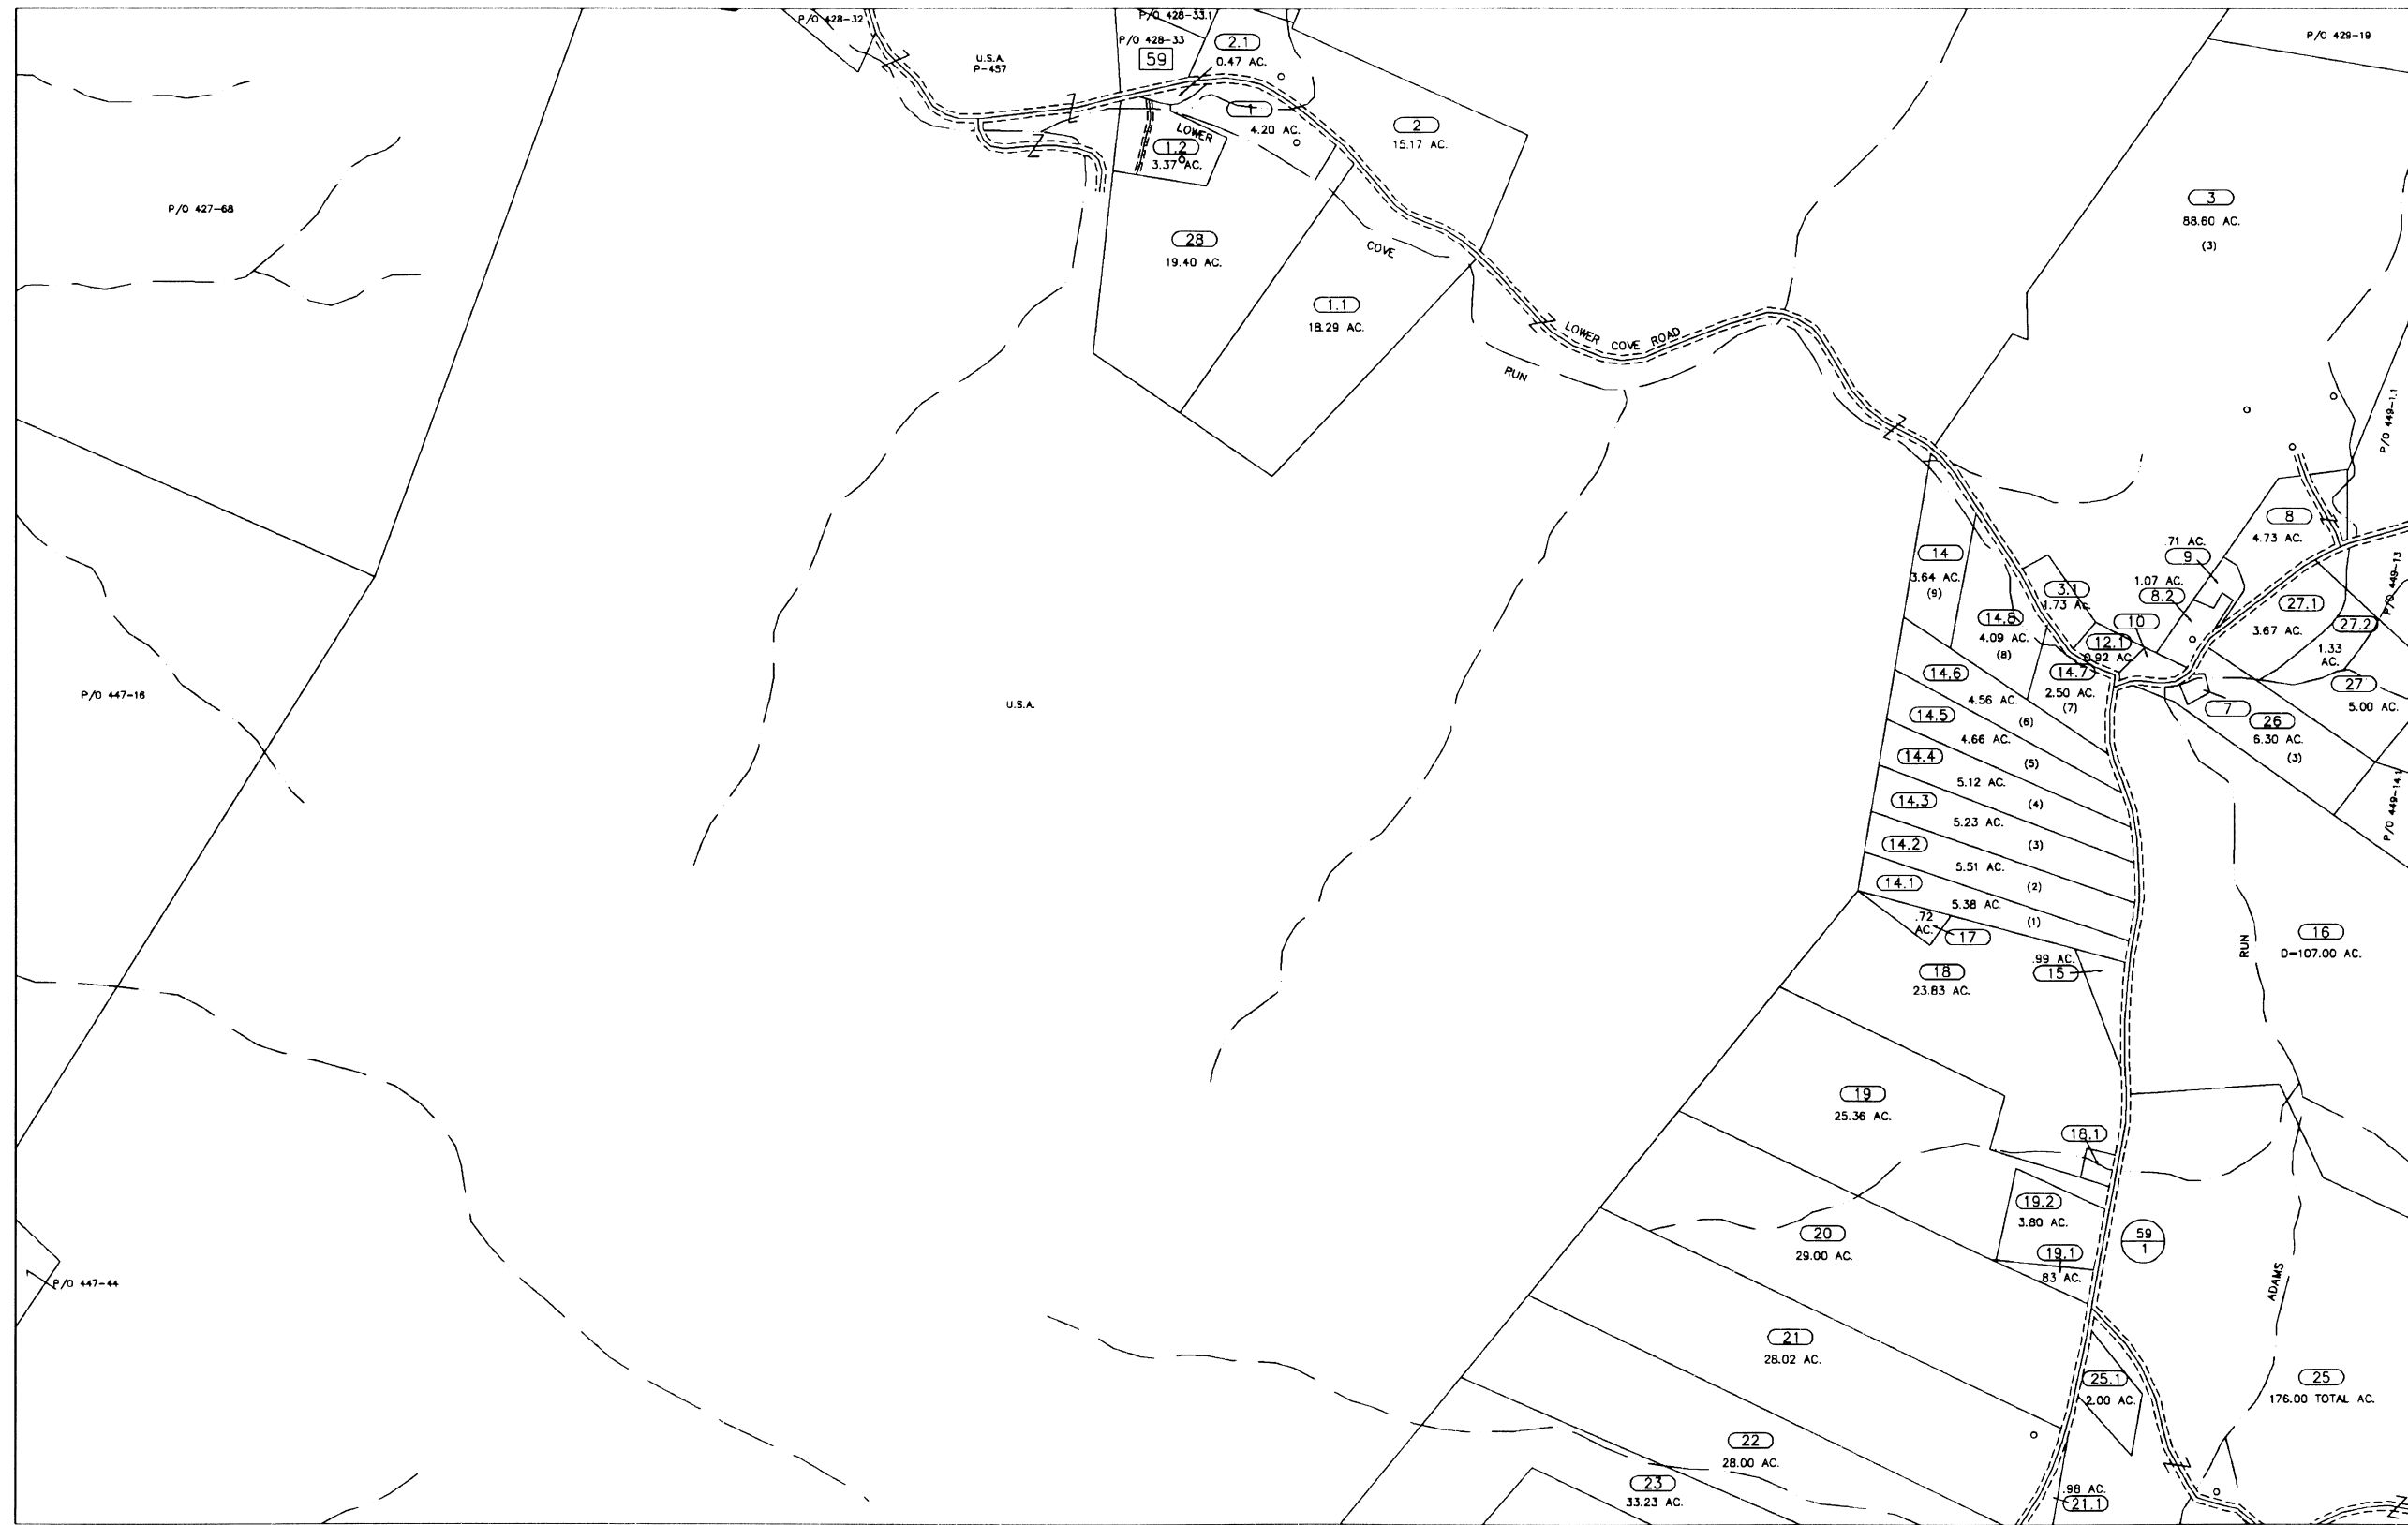 P/O 428-32
P/O 428-33.1
P/O 428-33
59
2.1
0.47 AC.
U.S.A.
P-457
P/O 429-19
1
4.20 AC.
LOWER
1.2
3.37 AC.
2
15.17 AC.
P/O 427-68
3
88.60 AC.
(3)
28
19.40 AC.
COVE
1.1
18.29 AC.
LOWER COVE ROAD
RUN
P/O 449-1.1
8
4.73 AC.
.71 AC.
9
14
3.64 AC.
(9)
3.1
1.73 AC.
1.07 AC.
8.2
P/O 449-13
27.1
3.67 AC.
27.2
1.33
AC.
14.8
4.09 AC.
(8)
10
12.1
0.92 AC.
14.7
2.50 AC.
(7)
27
5.00 AC.
7
26
6.30 AC.
(3)
P/O 447-16
U.S.A.
14.6
4.56 AC.
(6)
14.5
4.66 AC.
(5)
14.4
5.12 AC.
(4)
P/O 449-14.1
14.3
5.23 AC.
(3)
14.2
5.51 AC.
(2)
14.1
5.38 AC.
(1)
.72
AC.
17
RUN
16
D=107.00 AC.
18
23.83 AC.
.99 AC.
15
19
25.36 AC.
18.1
19.2
3.80 AC.
59
1
20
29.00 AC.
19.1
.83 AC.
P/O 447-44
ADAMS
21
28.02 AC.
25.1
2.00 AC.
25
176.00 TOTAL AC.
22
28.00 AC.
23
33.23 AC.
.98 AC.
21.1